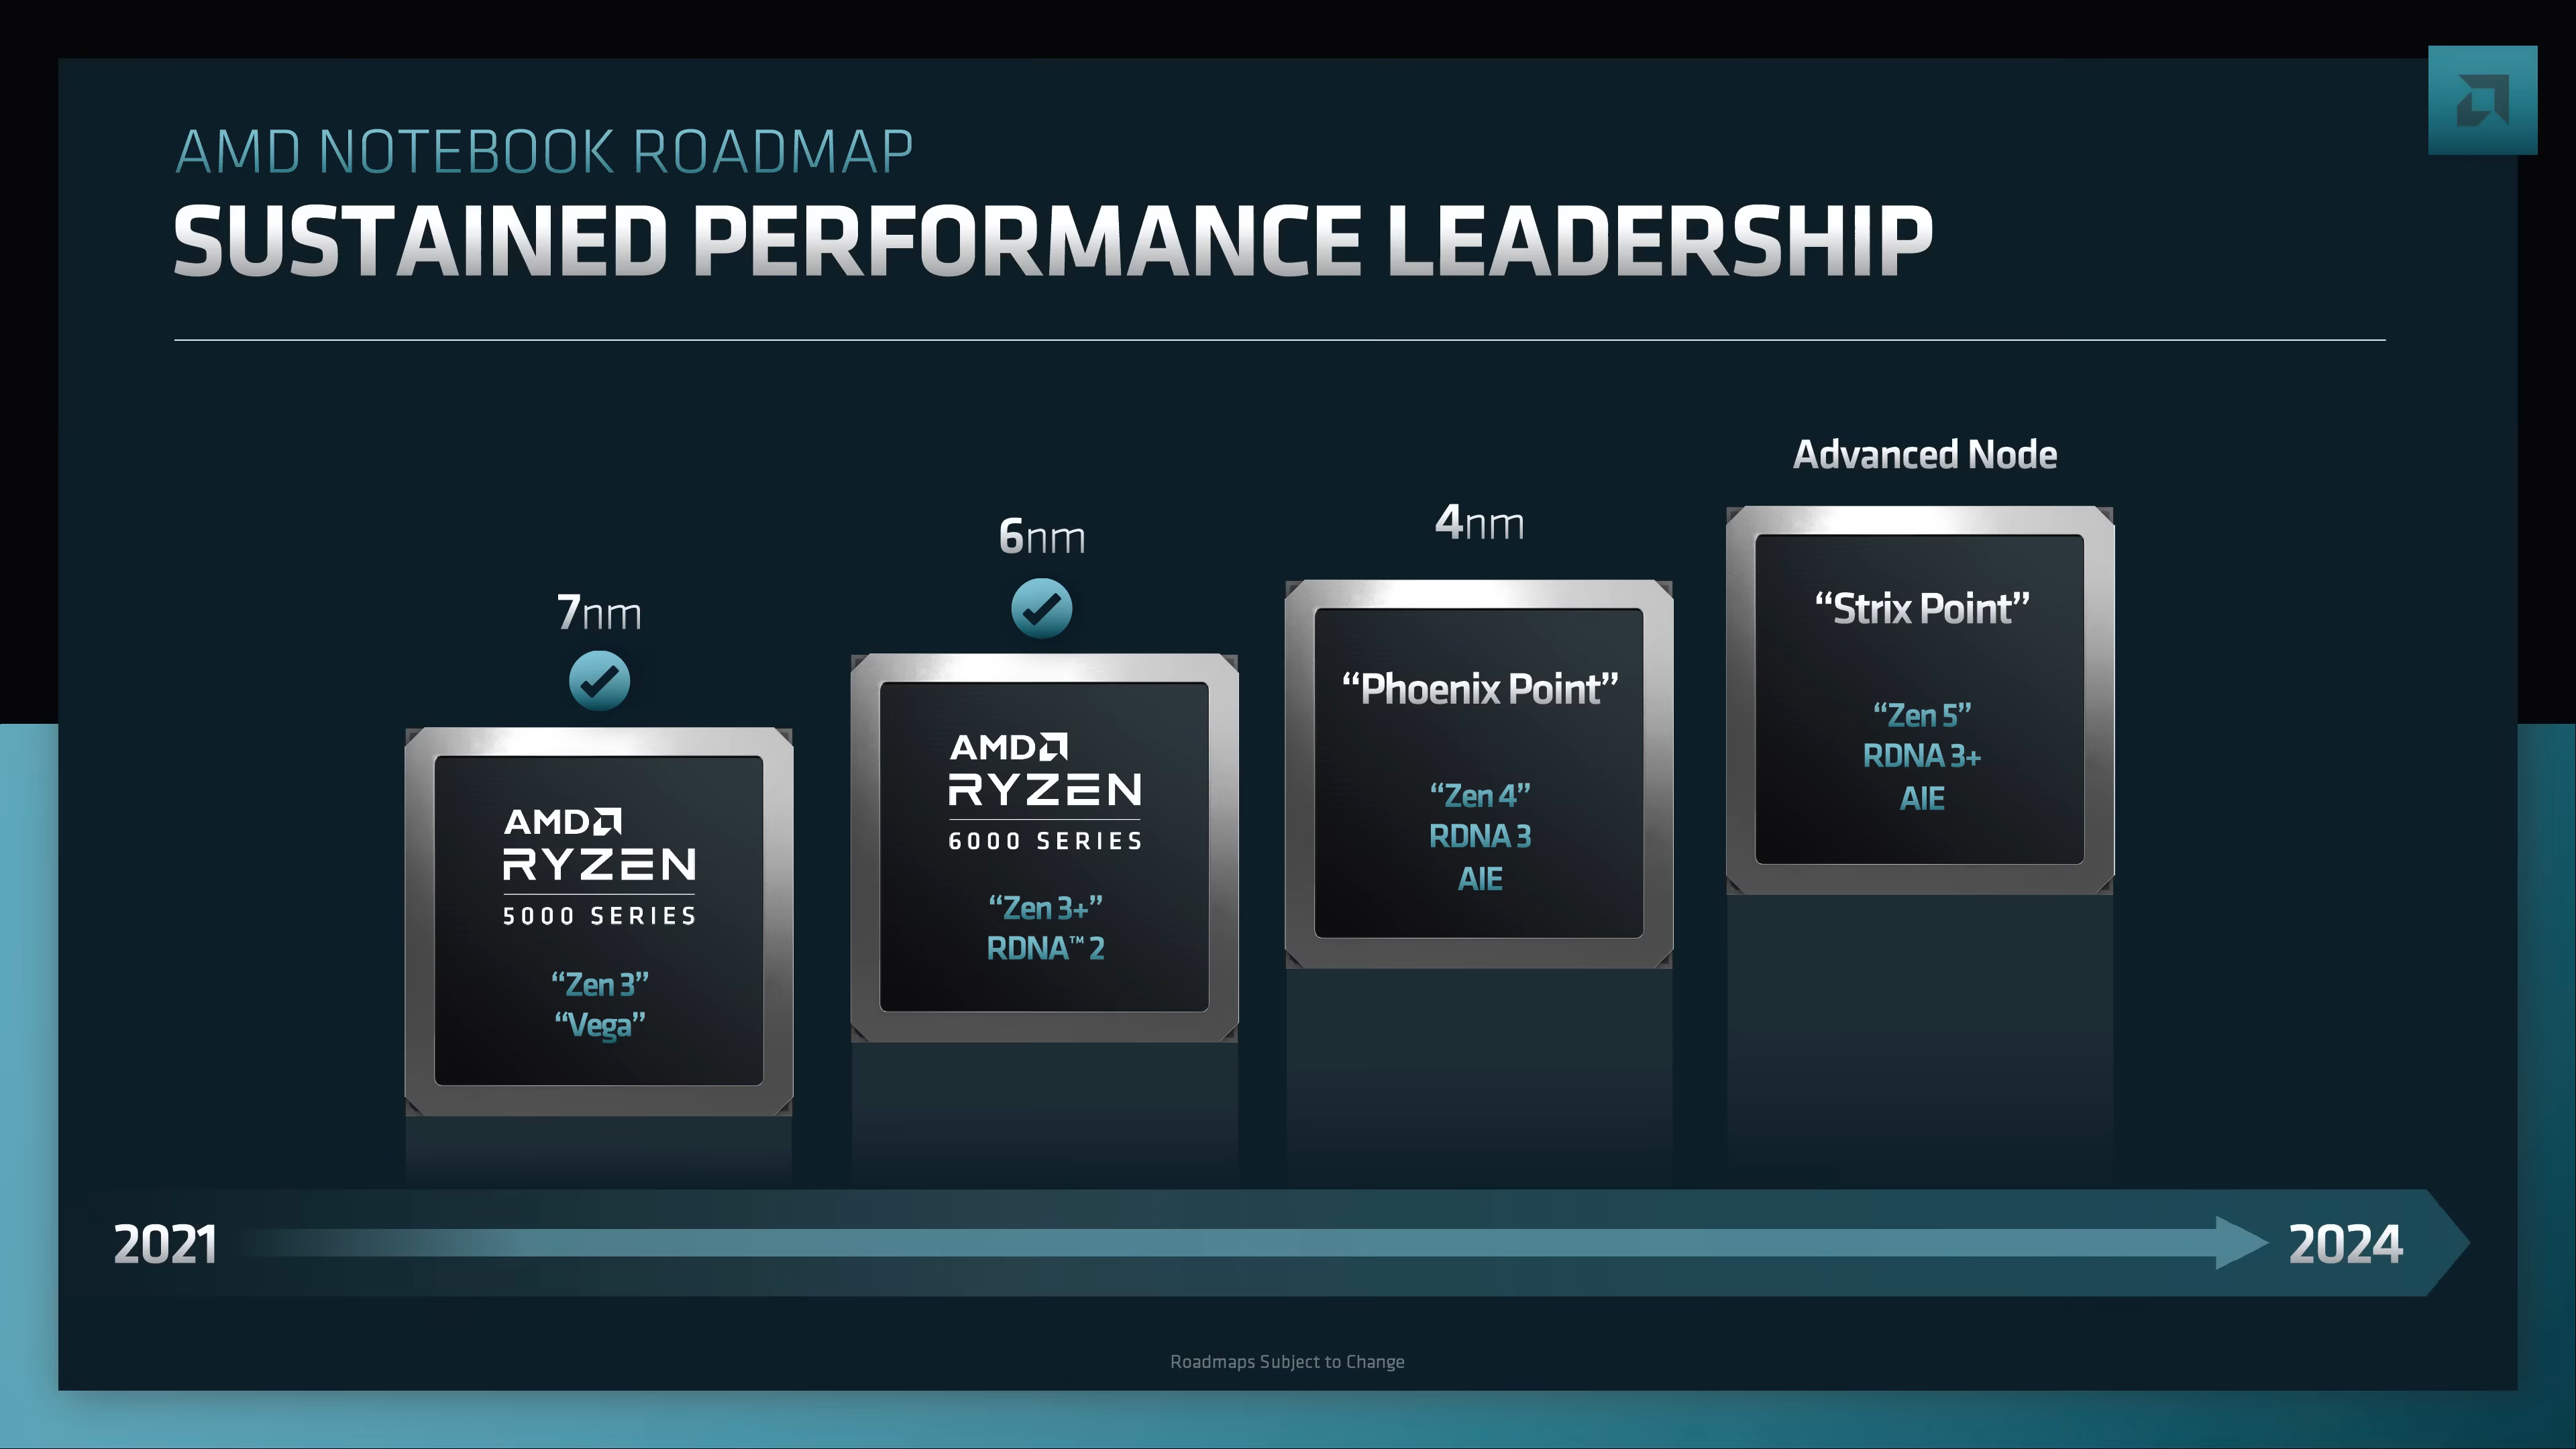 AMD NOTEBOOK ROADMAP
SUSTAINED PERFORMANCE LEADERSHIP
7nm
AMD
RYZEN
5000 SERIES
“Zen 3”
“Vega”
6nm
AMD
RYZEN
6000 SERIES
“Zen 3+”
RDNA™ 2
4nm
“Phoenix Point”
“Zen 4”
RDNA 3
AIE
Advanced Node
“Strix Point”
“Zen 5”
RDNA 3+
AIE
2021
2024
Roadmaps Subject to Change